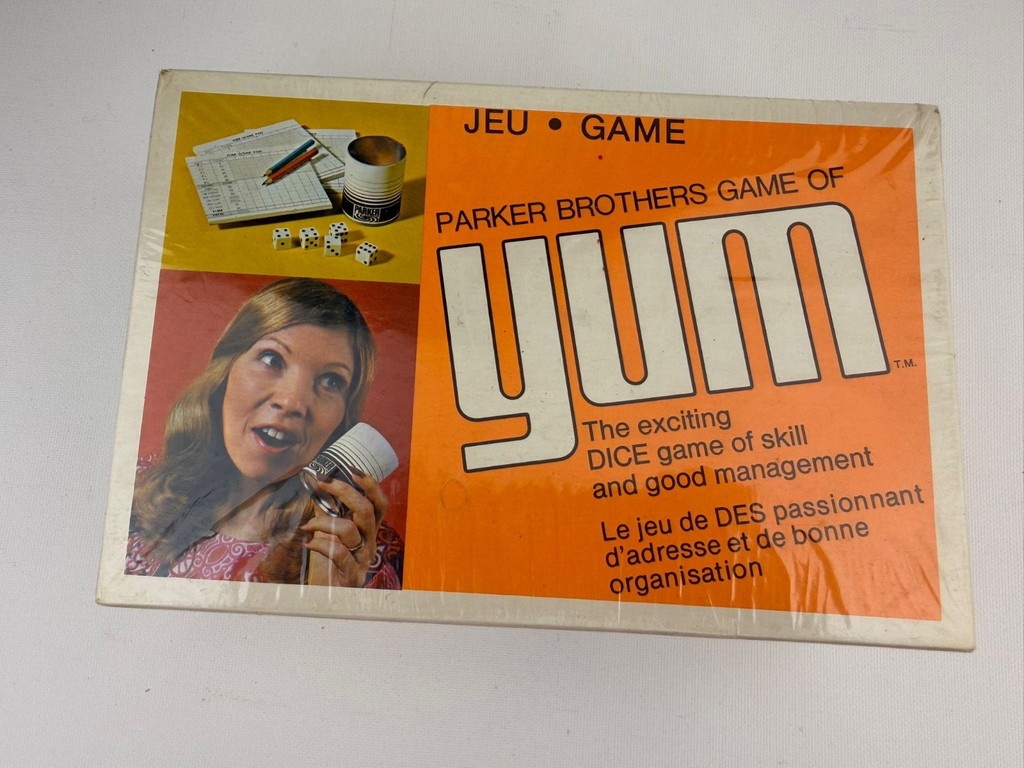 JEU • GAME
PARKER BROTHERS GAME OF
yum
T.M.
The exciting
DICE game of skill
and good management
Le jeu de DES passionnant
d'adresse et de bonne
organisation
PARKER